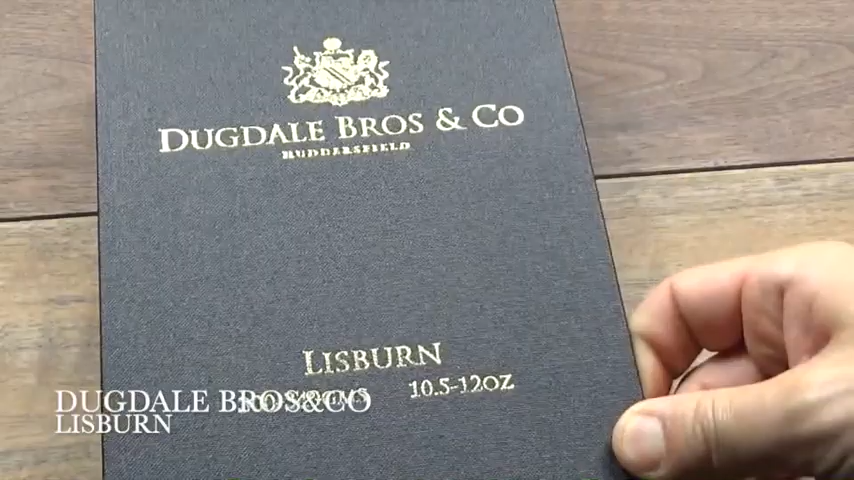 DUGDALE BROS & CO
HUDDERSFIELD
LISBURN
10.5-12OZ
DUGDALE BROS&CO
LISBURN